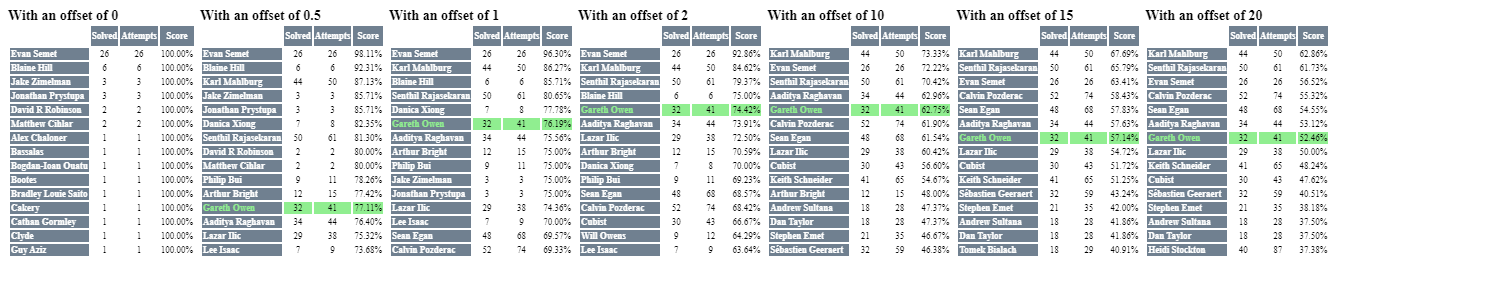 With an offset of 0
Solved Attempts Score
Evan Semet 26 26 100.00%
Blaine Hill 6 6 100.00%
Jake Zimelman 3 3 100.00%
Jonathan Prystupa 3 3 100.00%
David R Robinson 2 2 100.00%
Matthew Cihlar 2 2 100.00%
Alex Chaloner 1 1 100.00%
Bassalas 1 1 100.00%
Bogdan-Ioan Ouatu 1 1 100.00%
Bootes 1 1 100.00%
Bradley Louie Saito 1 1 100.00%
Cakery 1 1 100.00%
Cathan Gormley 1 1 100.00%
Clyde 1 1 100.00%
Guy Aziz 1 1 100.00%
With an offset of 0.5
Solved Attempts Score
Evan Semet 26 26 98.11%
Blaine Hill 6 6 92.31%
Karl Mahlburg 44 50 87.13%
Jake Zimelman 3 3 85.71%
Jonathan Prystupa 3 3 85.71%
Danica Xiong 7 8 82.35%
Senthil Rajasekaran 50 61 81.30%
David R Robinson 2 2 80.00%
Matthew Cihlar 2 2 80.00%
Philip Bui 9 11 78.26%
Arthur Bright 12 15 77.42%
Gareth Owen 32 41 77.11%
Aaditya Raghavan 34 44 76.40%
Lazar Ilic 29 38 75.32%
Lee Isaac 7 9 73.68%
With an offset of 1
Solved Attempts Score
Evan Semet 26 26 96.30%
Karl Mahlburg 44 50 86.27%
Blaine Hill 6 6 85.71%
Senthil Rajasekaran 50 61 80.65%
Danica Xiong 7 8 77.78%
Gareth Owen 32 41 76.19%
Aaditya Raghavan 34 44 75.56%
Arthur Bright 12 15 75.00%
Philip Bui 9 11 75.00%
Jake Zimelman 3 3 75.00%
Jonathan Prystupa 3 3 75.00%
Lazar Ilic 29 38 74.36%
Lee Isaac 7 9 70.00%
Sean Egan 48 68 69.57%
Calvin Pozderac 52 74 69.33%
With an offset of 2
Solved Attempts Score
Evan Semet 26 26 92.86%
Karl Mahlburg 44 50 84.62%
Senthil Rajasekaran 50 61 79.37%
Blaine Hill 6 6 75.00%
Gareth Owen 32 41 74.42%
Aaditya Raghavan 34 44 73.91%
Lazar Ilic 29 38 72.50%
Arthur Bright 12 15 70.59%
Danica Xiong 7 8 70.00%
Philip Bui 9 11 69.23%
Sean Egan 48 68 68.57%
Calvin Pozderac 52 74 68.42%
Cubist 30 43 66.67%
Will Owens 9 12 64.29%
Lee Isaac 7 9 63.64%
With an offset of 10
Solved Attempts Score
Karl Mahlburg 44 50 73.33%
Evan Semet 26 26 72.22%
Senthil Rajasekaran 50 61 70.42%
Aaditya Raghavan 34 44 62.96%
Gareth Owen 32 41 62.75%
Calvin Pozderac 52 74 61.90%
Sean Egan 48 68 61.54%
Lazar Ilic 29 38 60.42%
Cubist 30 43 56.60%
Keith Schneider 41 65 54.67%
Arthur Bright 12 15 48.00%
Andrew Sultana 18 28 47.37%
Dan Taylor 18 28 47.37%
Stephen Emet 21 35 46.67%
Sébastien Geeraert 32 59 46.38%
With an offset of 15
Solved Attempts Score
Karl Mahlburg 44 50 67.69%
Senthil Rajasekaran 50 61 65.79%
Evan Semet 26 26 63.41%
Calvin Pozderac 52 74 58.43%
Sean Egan 48 68 57.83%
Aaditya Raghavan 34 44 57.63%
Gareth Owen 32 41 57.14%
Lazar Ilic 29 38 54.72%
Cubist 30 43 51.72%
Keith Schneider 41 65 51.25%
Sébastien Geeraert 32 59 43.24%
Stephen Emet 21 35 42.00%
Andrew Sultana 18 28 41.86%
Dan Taylor 18 28 41.86%
Tomek Bialach 18 29 40.91%
With an offset of 20
Solved Attempts Score
Karl Mahlburg 44 50 62.86%
Senthil Rajasekaran 50 61 61.73%
Evan Semet 26 26 56.52%
Calvin Pozderac 52 74 55.32%
Sean Egan 48 68 54.55%
Aaditya Raghavan 34 44 53.12%
Gareth Owen 32 41 52.46%
Lazar Ilic 29 38 50.00%
Keith Schneider 41 65 48.24%
Cubist 30 43 47.62%
Sébastien Geeraert 32 59 40.51%
Stephen Emet 21 35 38.18%
Andrew Sultana 18 28 37.50%
Dan Taylor 18 28 37.50%
Heidi Stockton 40 87 37.38%